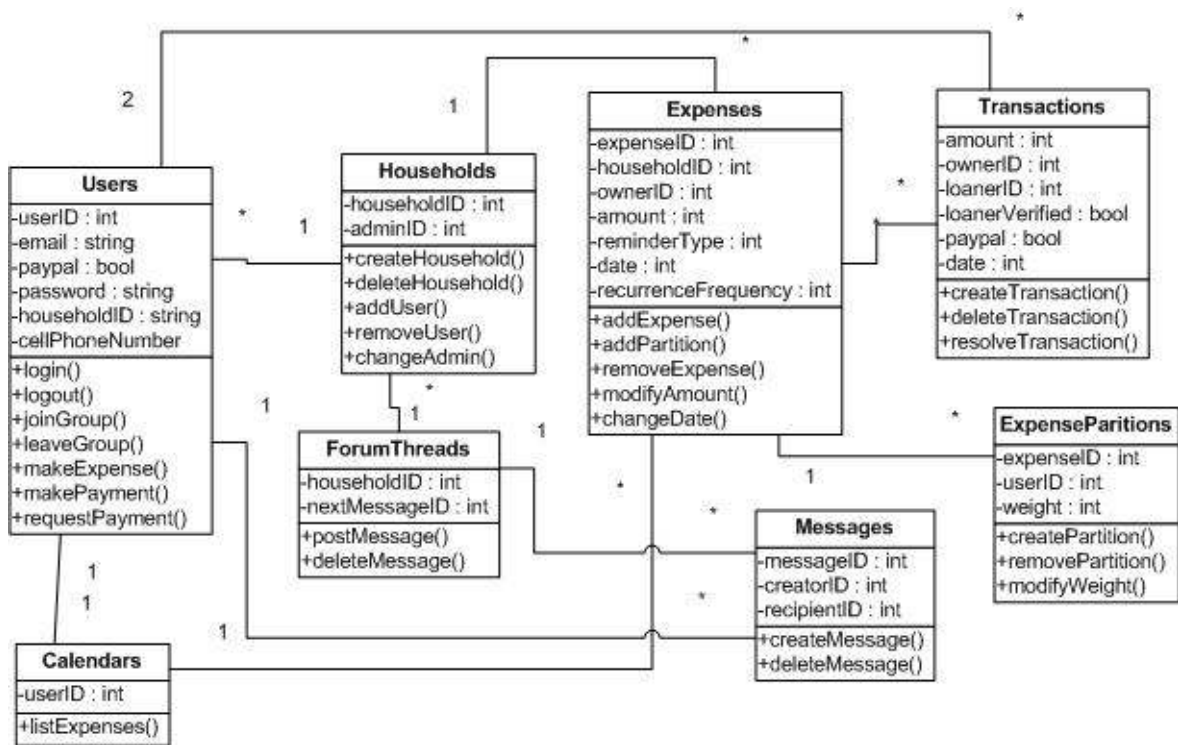 *
*
2
1
Users
-userID : int
-email : string
-paypal : bool
-password : string
-householdID : string
-cellPhoneNumber
+login()
+logout()
+joinGroup()
+leaveGroup()
+makeExpense()
+makePayment()
+requestPayment()
*
1
Households
-householdID : int
-adminID : int
+createHousehold()
+deleteHousehold()
+addUser()
+removeUser()
+changeAdmin()
Expenses
-expenseID : int
-householdID : int
-ownerID : int
-amount : int
-reminderType : int
-date : int
-recurrenceFrequency : int
+addExpense()
+addPartition()
+removeExpense()
+modifyAmount()
+changeDate()
*
*
Transactions
-amount : int
-ownerID : int
-loanerID : int
-loanerVerified : bool
-paypal : bool
-date : int
+createTransaction()
+deleteTransaction()
+resolveTransaction()
*
1
1
1
ForumThreads
-householdID : int
-nextMessageID : int
+postMessage()
+deleteMessage()
*
1
ExpenseParitions
-expenseID : int
-userID : int
-weight : int
+createPartition()
+removePartition()
+modifyWeight()
*
*
Messages
-messageID : int
-creatorID : int
-recipientID : int
+createMessage()
+deleteMessage()
*
1
1
1
Calendars
-userID : int
+listExpenses()